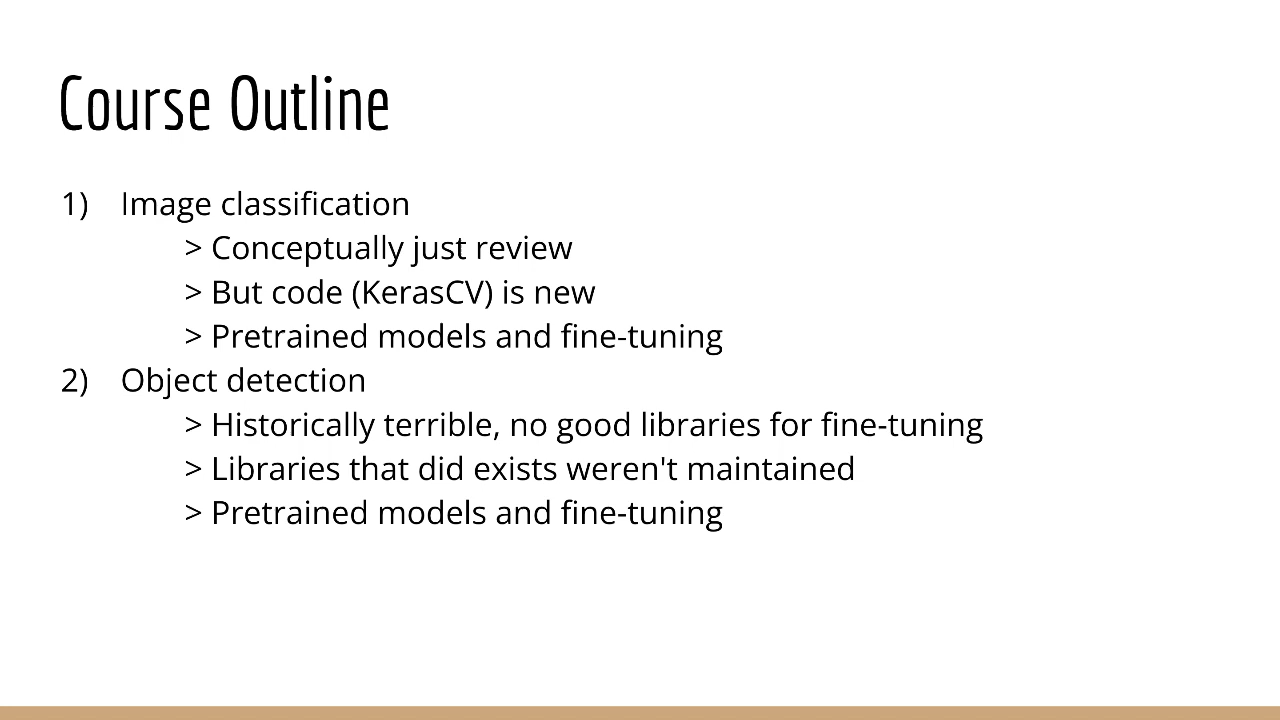 Course Outline
1) Image classification
> Conceptually just review
> But code (KerasCV) is new
> Pretrained models and fine-tuning
2) Object detection
> Historically terrible, no good libraries for fine-tuning
> Libraries that did exists weren't maintained
> Pretrained models and fine-tuning